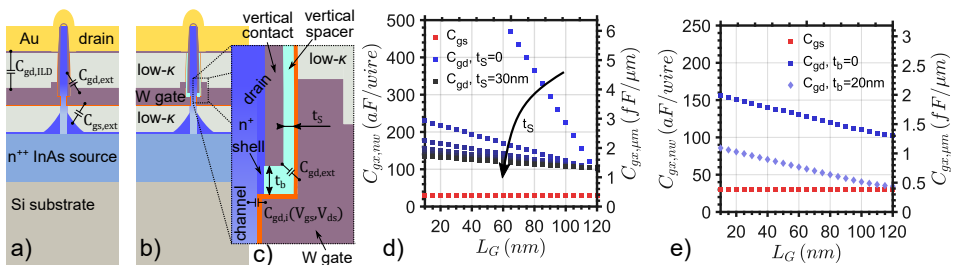 Au
drain
C_gd,ILD
C_gd,ext
low-κ
W gate
C_gs,ext
low-κ
n++ InAs source
Si substrate
a)
b)
vertical
contact
vertical
spacer
low-κ
drain
n+
t_S
shell
t_b
C_gd,ext
channel
C_gd,i(V_gs,V_ds)
c)
W gate
C_gx,nw (aF/wire)
500
400
300
230
200
100
0
C_gs
C_gd, t_S=0
C_gd, t_S=30nm
t_S
6
5
4
3
2
1
0
C_gx,μm (fF/μm)
20 40 60 80 100 120
L_G (nm)
d)
C_gx,nw (aF/wire)
250
200
150
100
50
0
C_gs
C_gd, t_b=0
C_gd, t_b=20nm
3
2.5
2
1.5
1
0.5
0
C_gx,μm (fF/μm)
20 40 60 80 100 120
L_G (nm)
e)